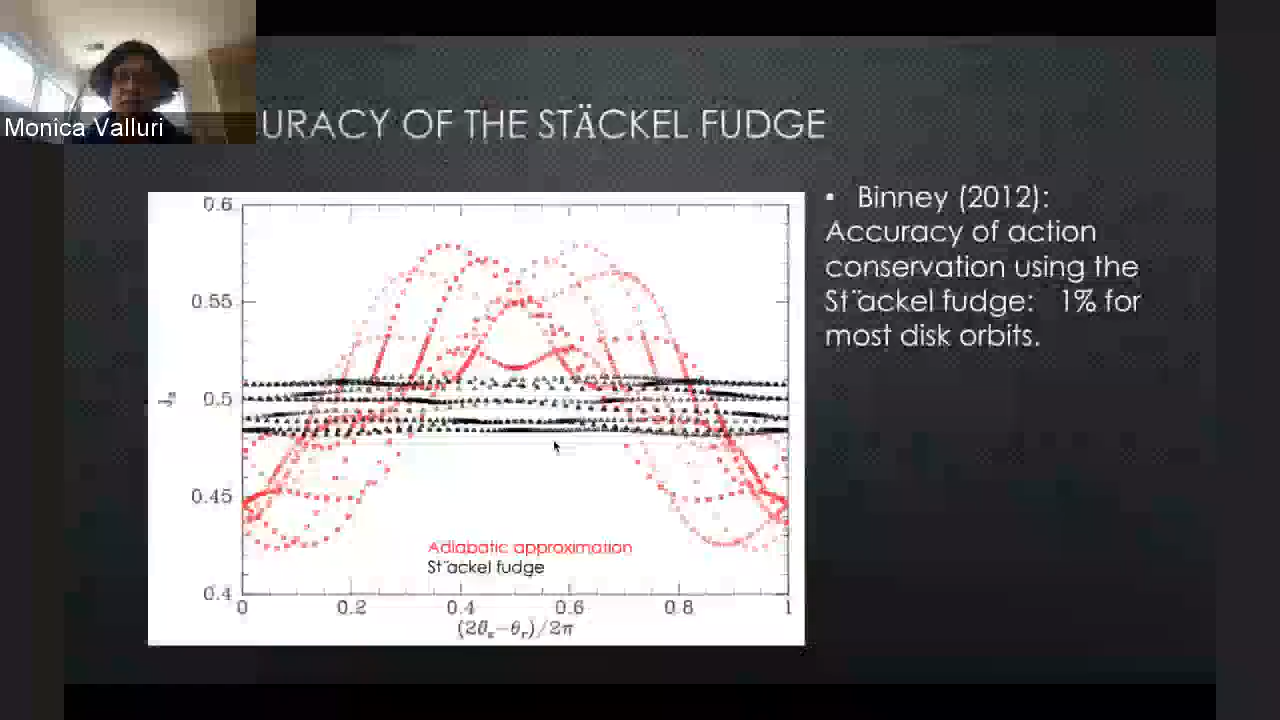 Monica Valluri
URACY OF THE STÄCKEL FUDGE
• Binney (2012):
Accuracy of action
conservation using the
St¨ackel fudge: 1% for
most disk orbits.
0.6
0.55
0.5
0.45
0.4
0
0.2
0.4
0.6
0.8
1
Adiabatic approximation
St¨ackel fudge